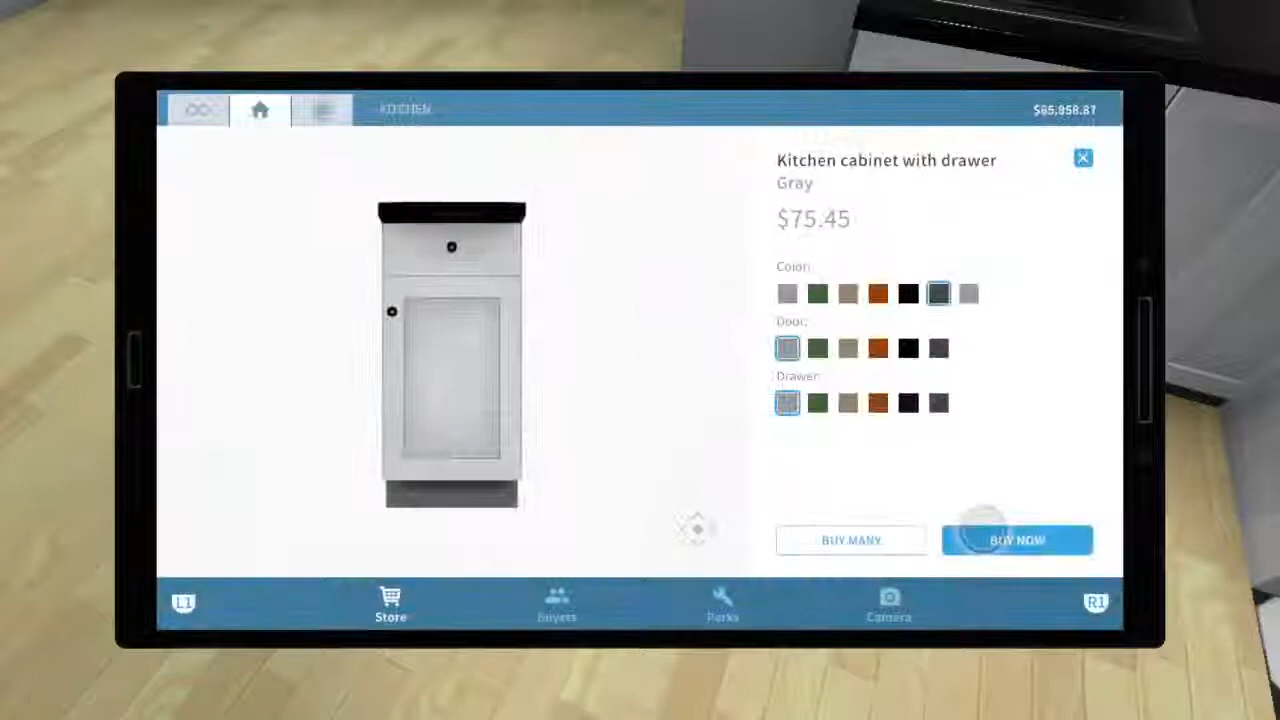 KITCHEN
$65,958.87
Kitchen cabinet with drawer
Gray
$75.45
Color:
Door:
Drawer:
BUY MANY
BUY NOW
L1
Store
Buyers
Perks
Camera
R1